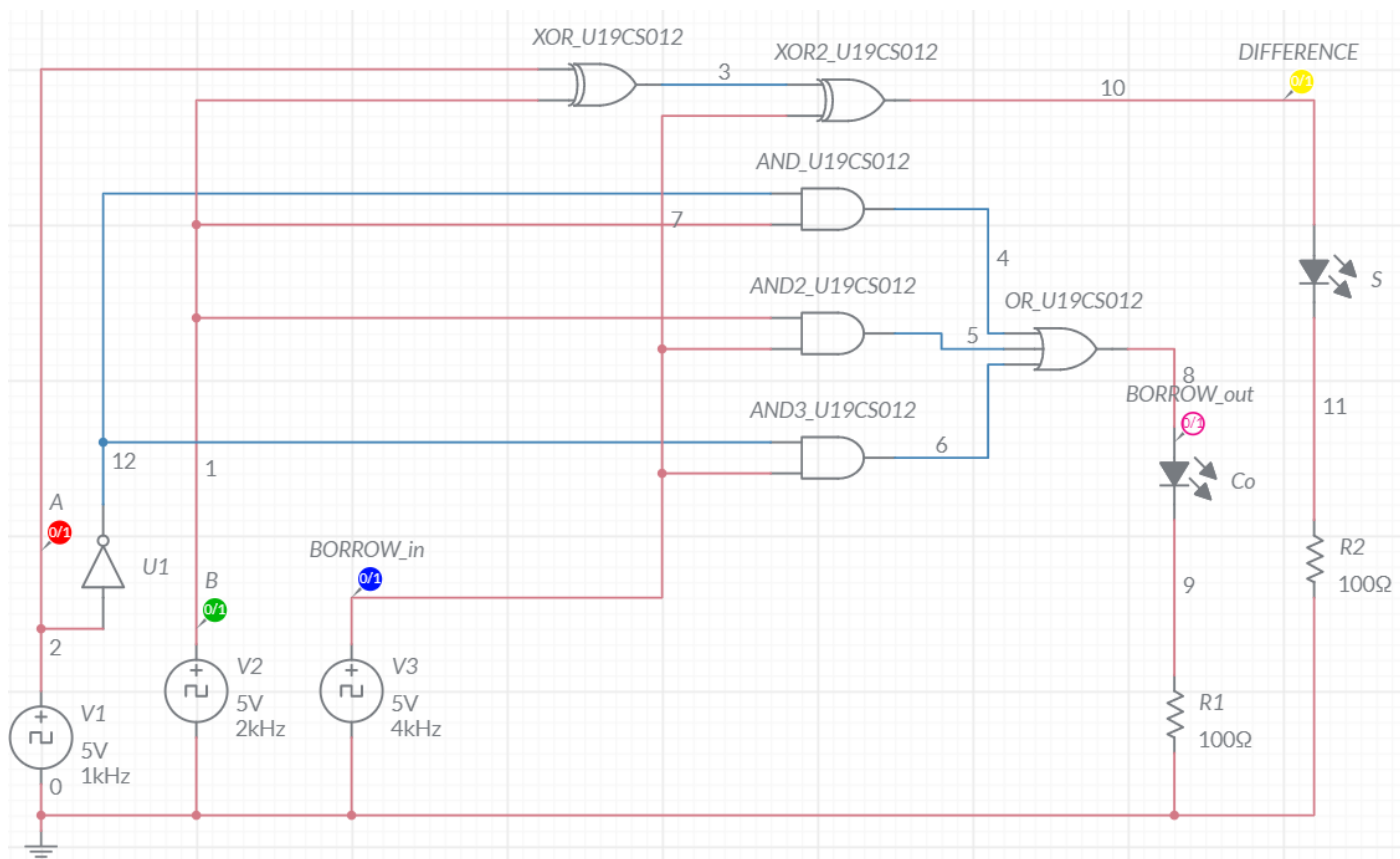 XOR_U19CS012
XOR2_U19CS012
DIFFERENCE
0/1
3
10
AND_U19CS012
7
4
AND2_U19CS012
OR_U19CS012
S
5
8
BORROW_out
0/1
11
AND3_U19CS012
6
12
1
Co
A
0/1
BORROW_in
0/1
U1
B
0/1
9
R2
100Ω
2
V2
5V
2kHz
V3
5V
4kHz
V1
5V
1kHz
R1
100Ω
0